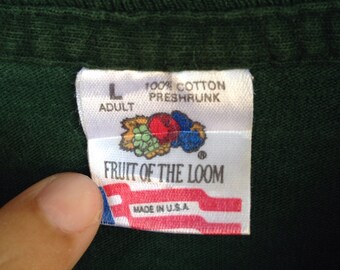 L 100% COTTON
ADULT PRESHRUNK
®
FRUIT OF THE LOOM
MADE IN U.S.A.